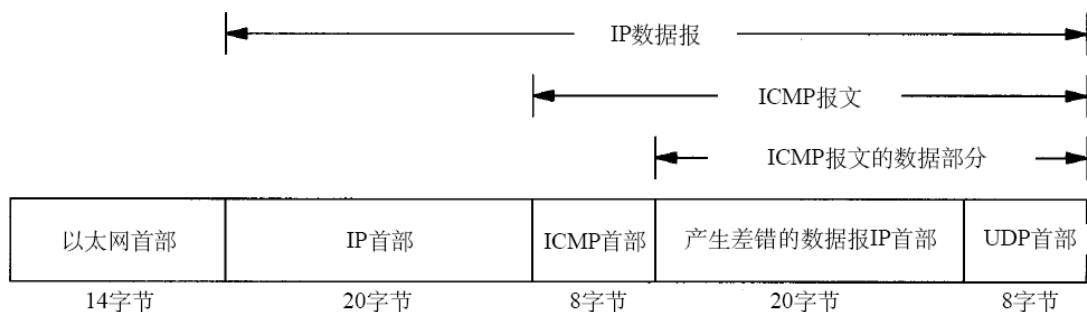 IP数据报
ICMP报文
ICMP报文的数据部分
以太网首部 IP首部 ICMP首部 产生差错的数据报IP首部 UDP首部
14字节 20字节 8字节 20字节 8字节